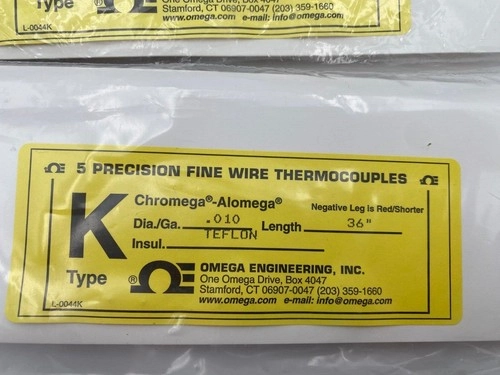 Type
L-0044K
One Omega Drive, Box 4047
Stamford, CT 06907-0047 (203) 359-1660
www.omega.com e-mail: info@omega.com
5 PRECISION FINE WIRE THERMOCOUPLES
K
Chromega®-Alomega®
Negative Leg is Red/Shorter
Dia./Ga. .010 Length 36"
Insul. TEFLON
Type
®
OMEGA ENGINEERING, INC.
One Omega Drive, Box 4047
Stamford, CT 06907-0047 (203) 359-1660
www.omega.com e-mail: info@omega.com
L-0044K